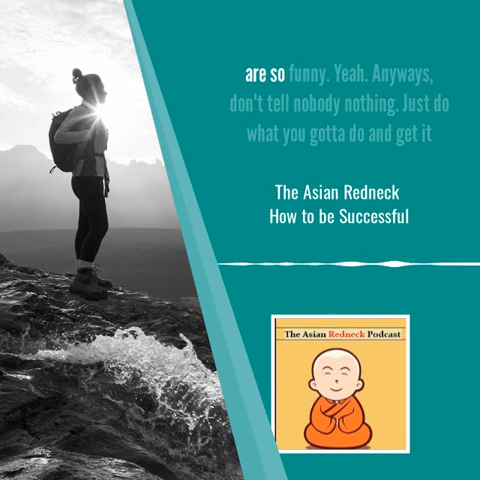 are so funny. Yeah. Anyways,
don't tell nobody nothing. Just do
what you gotta do and get it
The Asian Redneck
How to be Successful
The Asian Redneck Podcast